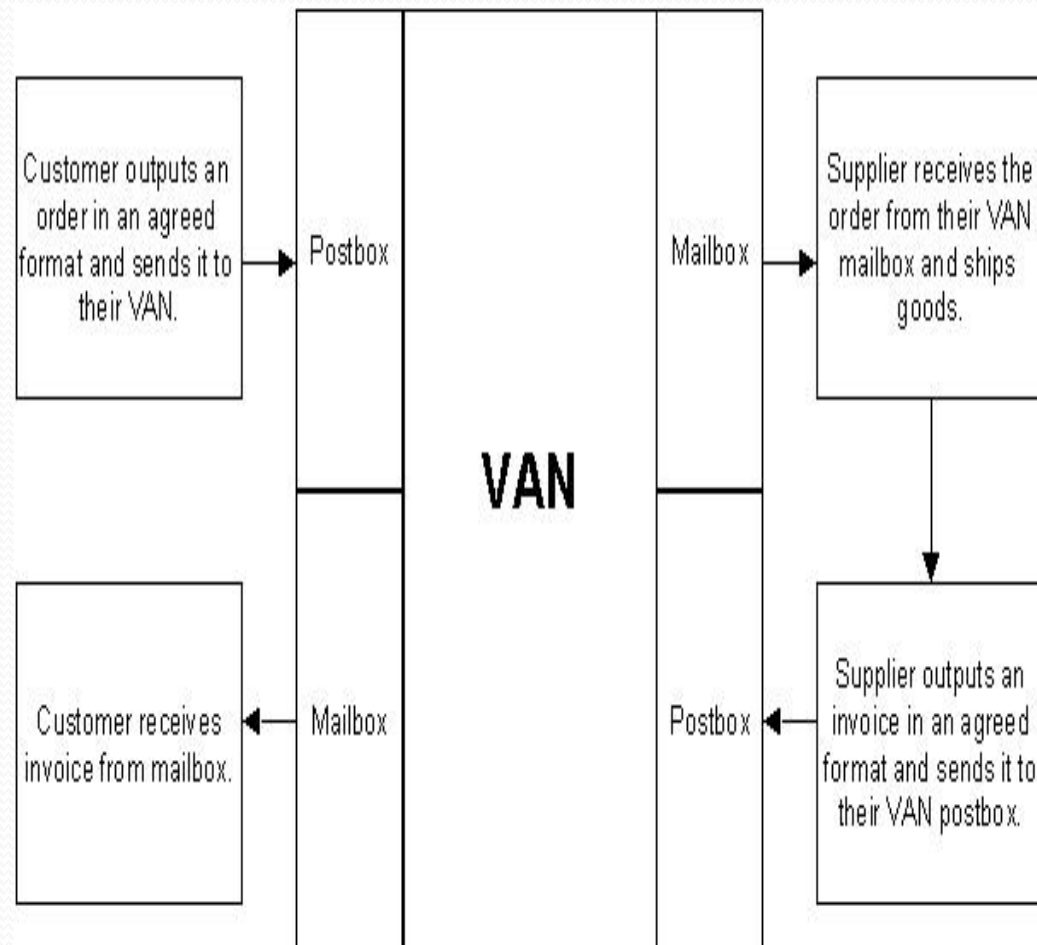 Customer outputs an
order in an agreed
format and sends it to
their VAN.
Postbox
VAN
Mailbox
Supplier receives the
order from their VAN
mailbox and ships
goods.
Customer receives
invoice from mailbox.
Mailbox
Postbox
Supplier outputs an
invoice in an agreed
format and sends it to
their VAN postbox.